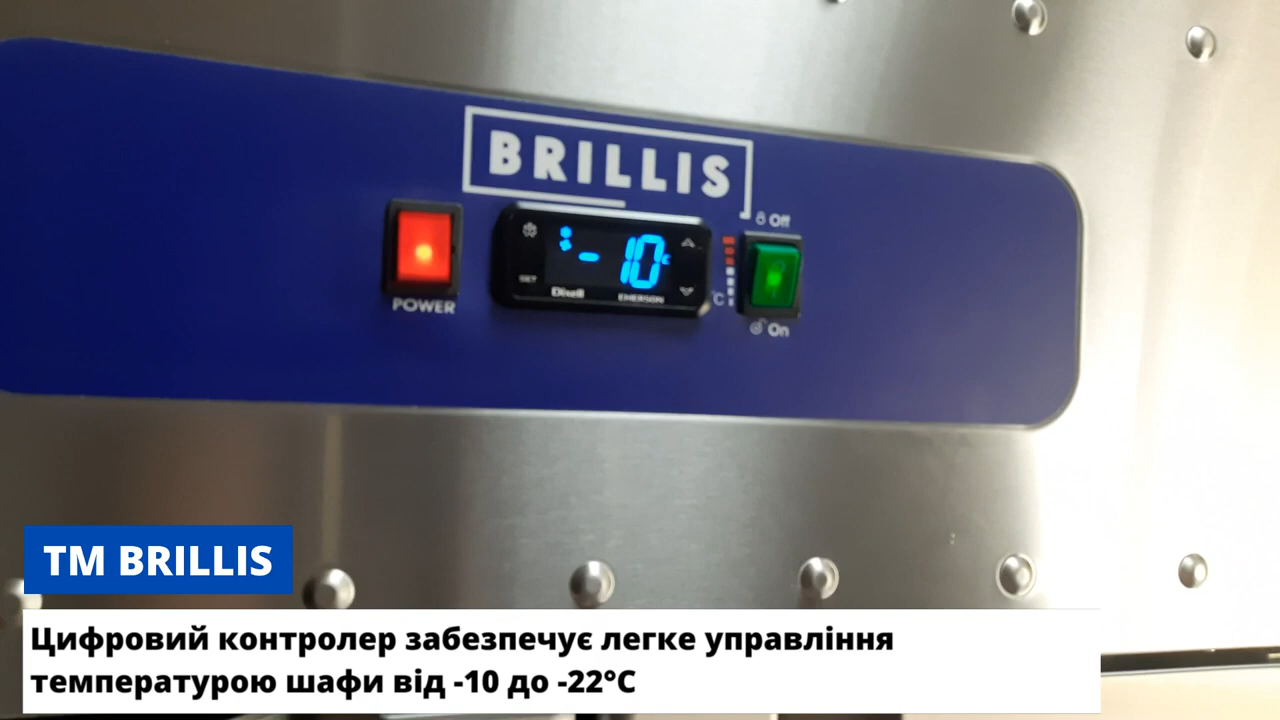 BRILLIS
Off
POWER
SET
- 10°C
Dixell
EMERSON
°C
On
TM BRILLIS
Цифровий контролер забезпечує легке управління
температурою шафи від -10 до -22°C